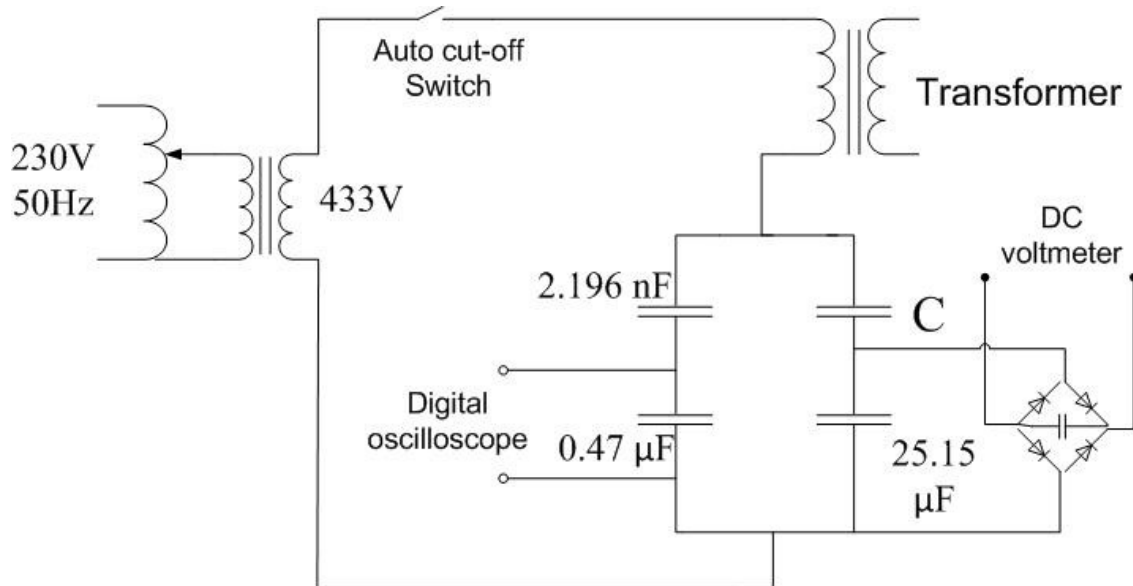 Auto cut-off
Switch
Transformer
230V
50Hz
433V
DC
voltmeter
2.196 nF
C
Digital
oscilloscope
0.47 μF
25.15
μF